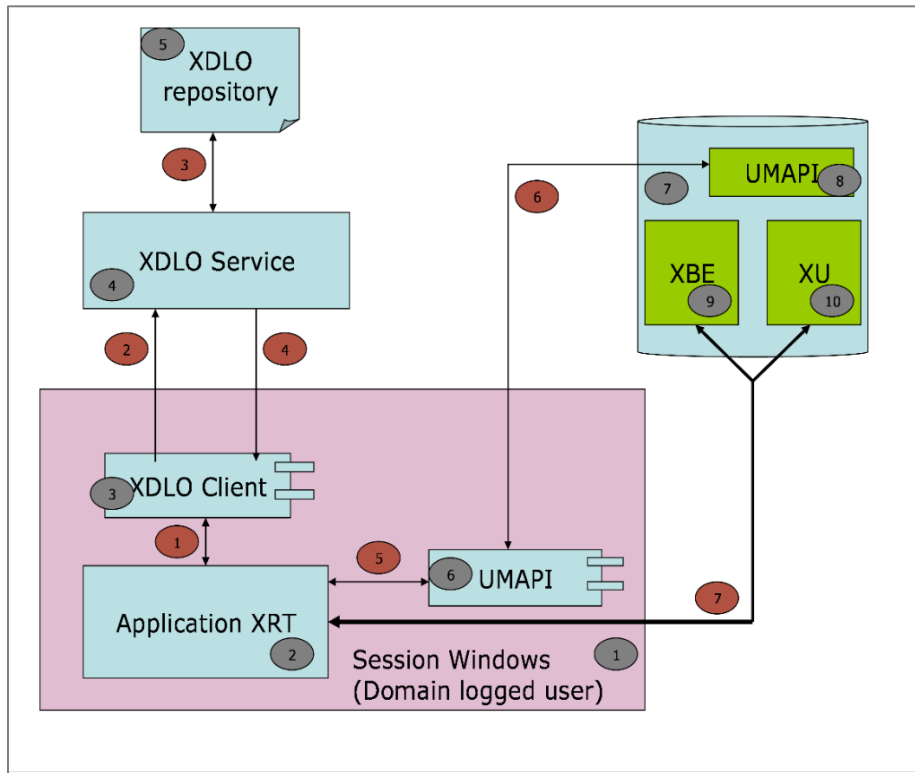 5
XDLO
repository
3
6
UMAPI
8
7
XDLO Service
4
XBE
9
XU
10
2
4
XDLO Client
3
1
5
6
UMAPI
7
Application XRT
2
Session Windows
(Domain logged user)
1